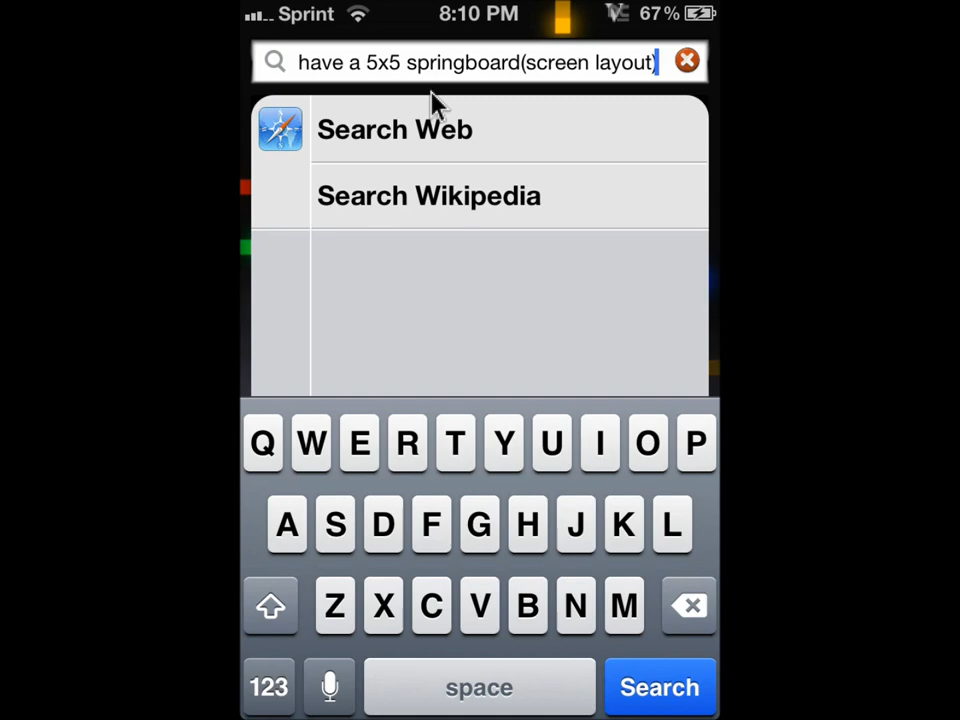 Sprint 8:10 PM 67%
have a 5x5 springboard(screen layout)
Search Web
Search Wikipedia
Q W E R T Y U I O P
A S D F G H J K L
Z X C V B N M
123 space Search